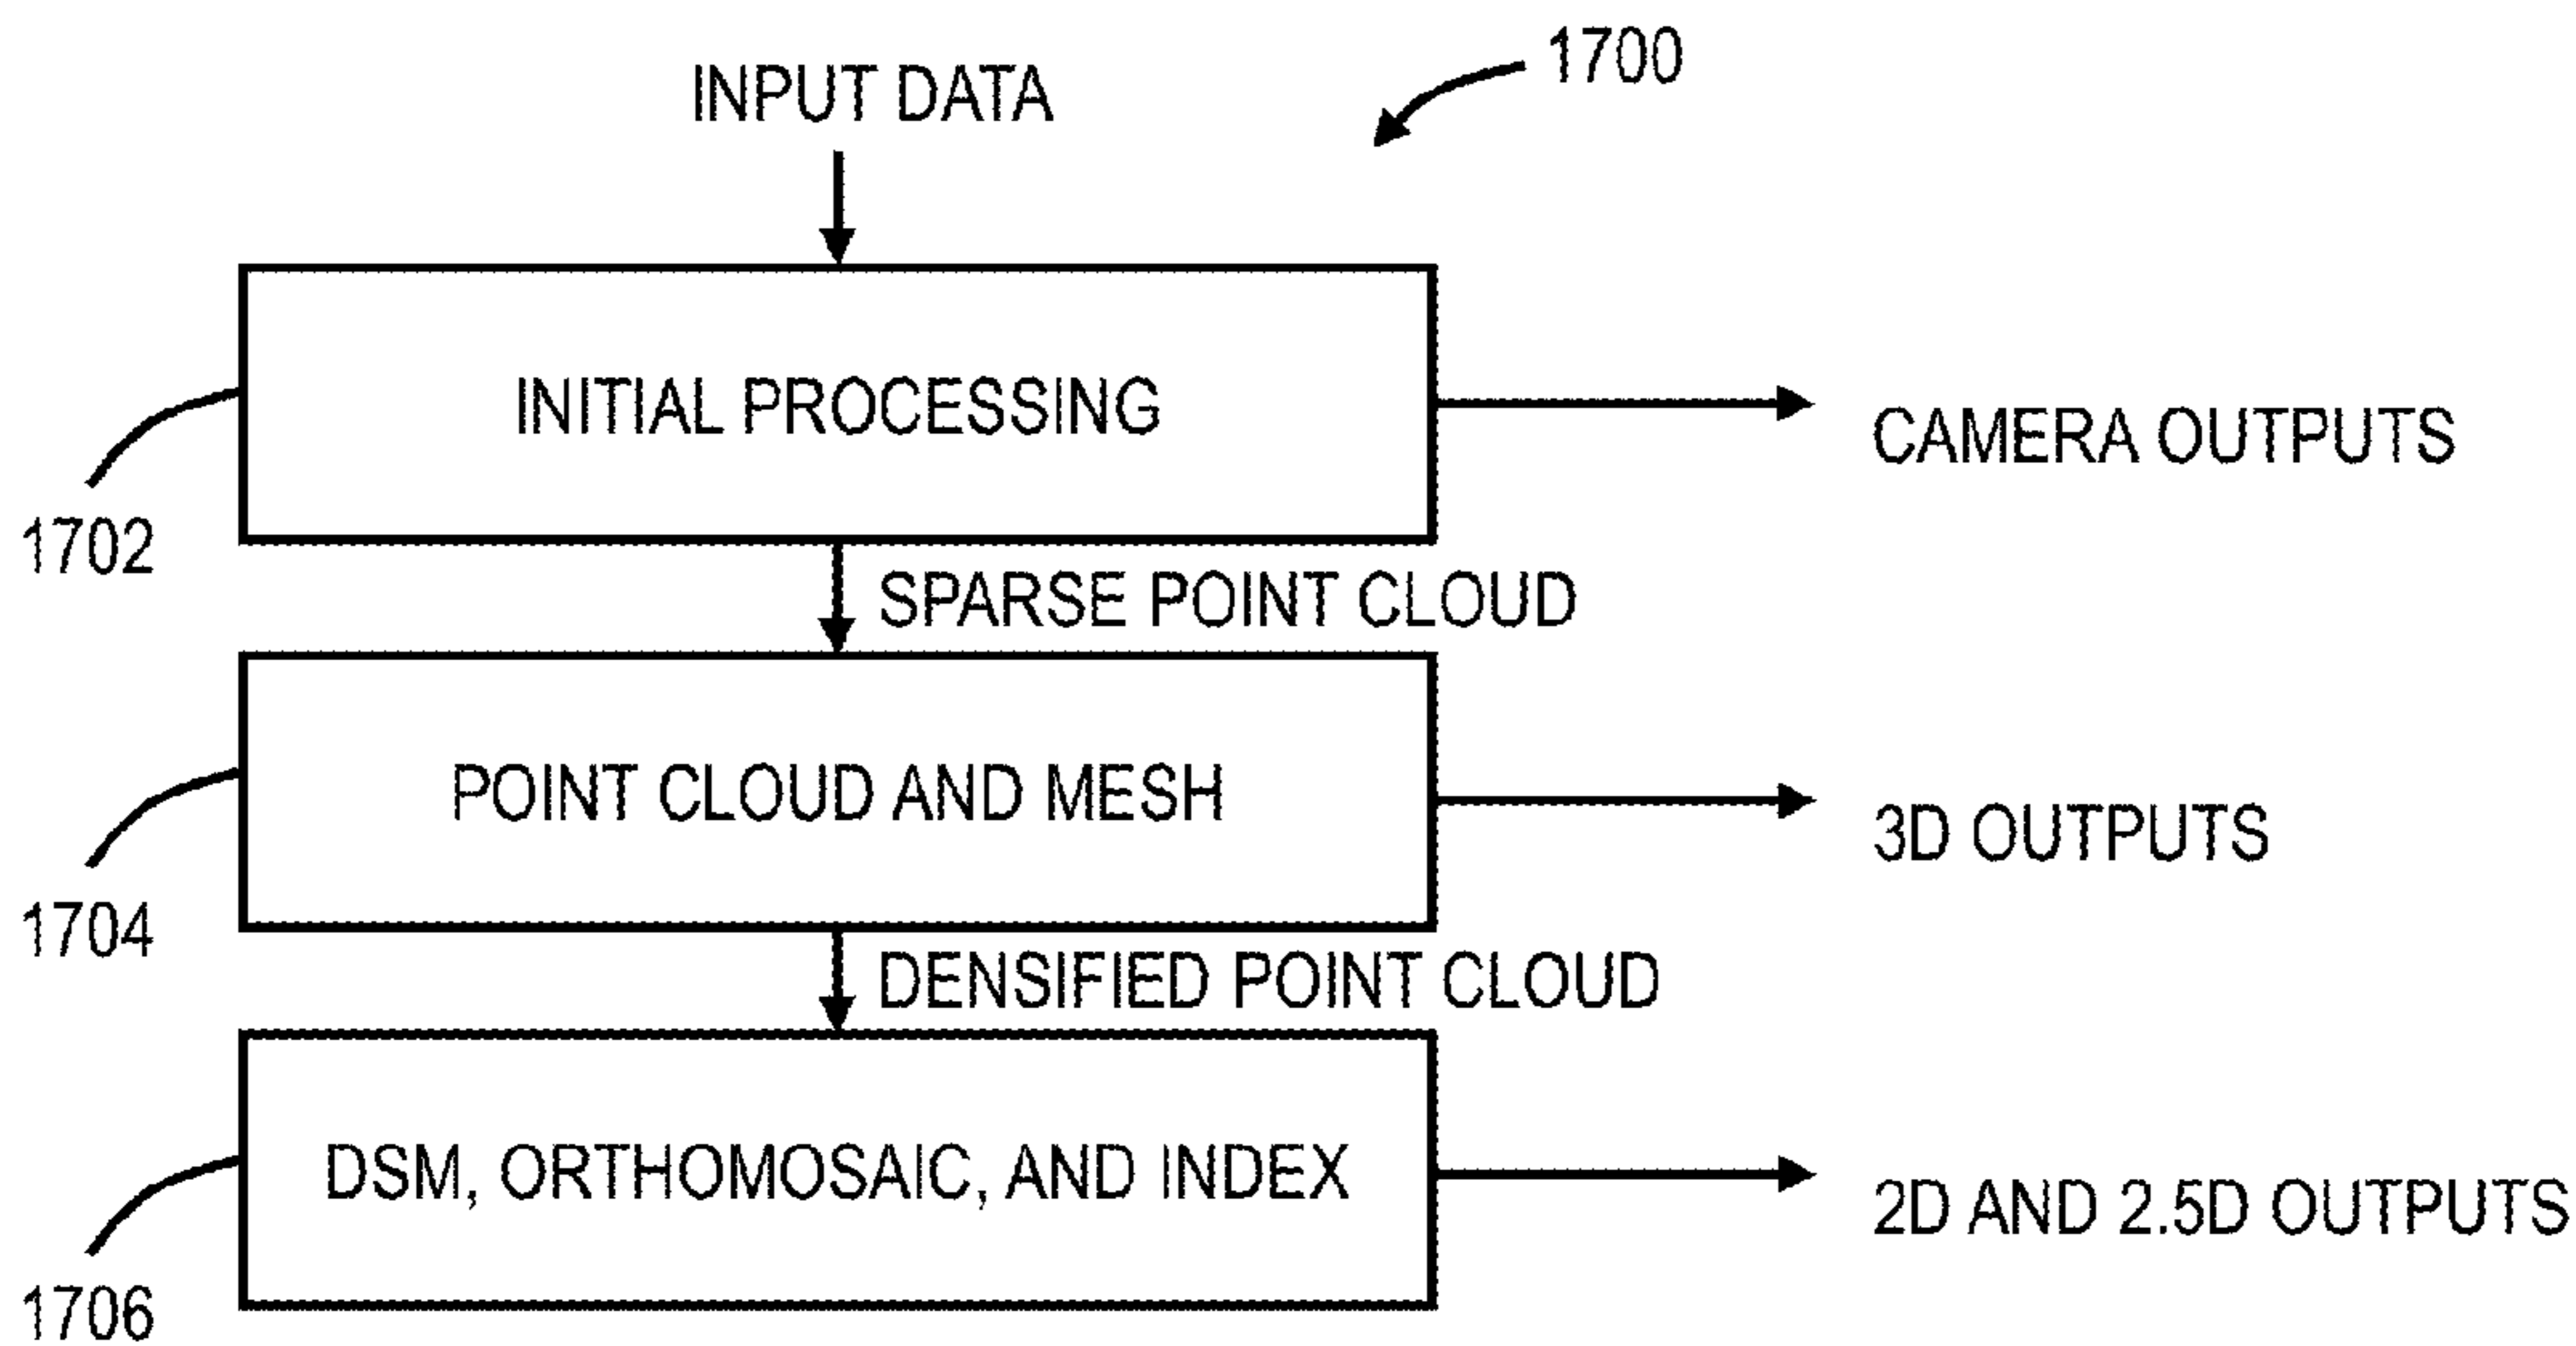 1700
INPUT DATA
INITIAL PROCESSING
CAMERA OUTPUTS
1702
SPARSE POINT CLOUD
POINT CLOUD AND MESH
3D OUTPUTS
1704
DENSIFIED POINT CLOUD
DSM, ORTHOMOSAIC, AND INDEX
2D AND 2.5D OUTPUTS
1706